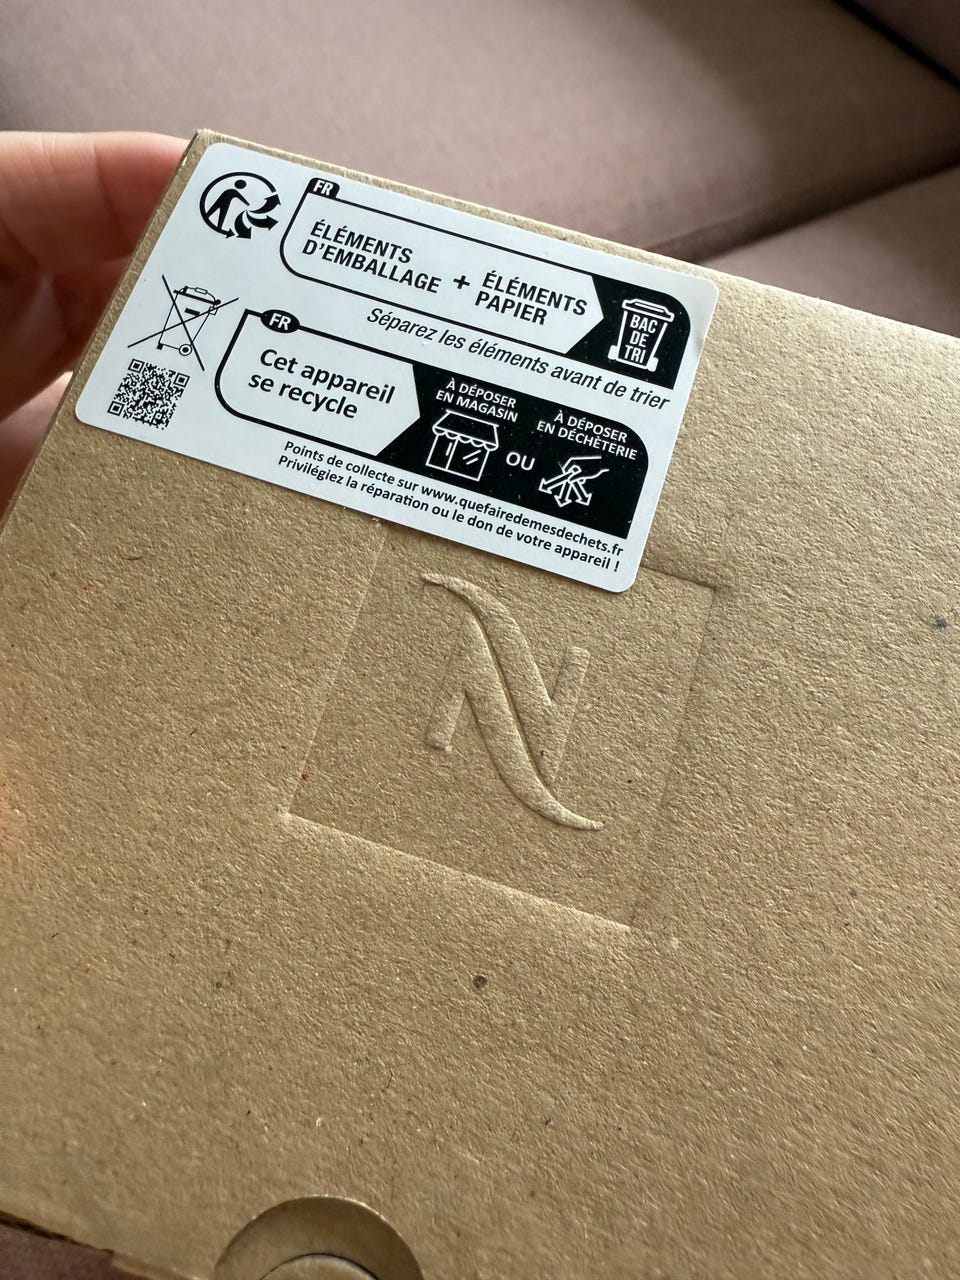 FR
ÉLÉMENTS
D'EMBALLAGE
+
ÉLÉMENTS
PAPIER
BAC
DE
TRI
Séparez les éléments avant de trier
FR
Cet appareil
se recycle
À DÉPOSER
EN MAGASIN
OU
À DÉPOSER
EN DÉCHÈTERIE
Points de collecte sur www.quefairedemesdechets.fr
Privilégiez la réparation ou le don de votre appareil !
N